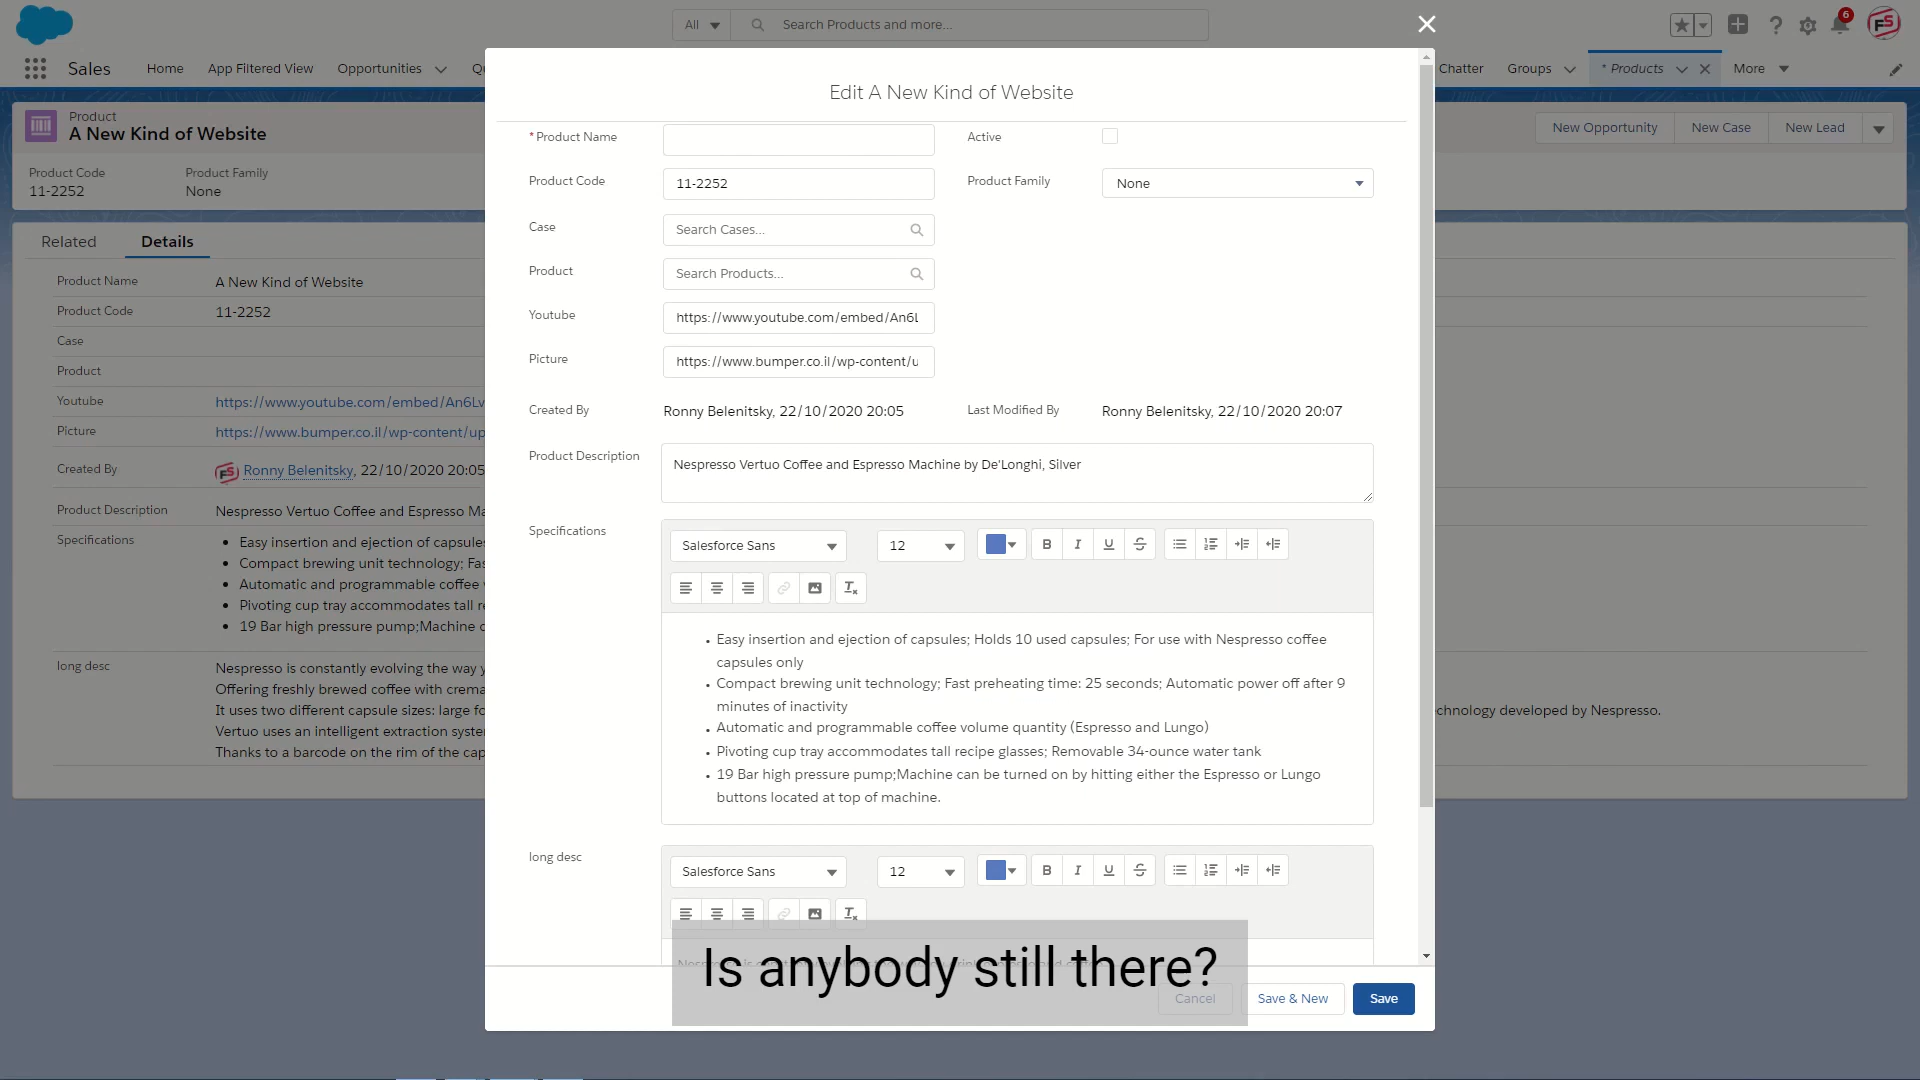 All
Search Products and more...
6
FS
Sales
Home
App Filtered View
Opportunities
Chatter
Groups
* Products
More
Product
A New Kind of Website
New Opportunity
New Case
New Lead
Product Code
11-2252
Product Family
None
Related
Details
Product Name
A New Kind of Website
Product Code
11-2252
Case
Product
Youtube
https://www.youtube.com/embed/An6Lv
Picture
https://www.bumper.co.il/wp-content/up
Created By
Ronny Belenitsky, 22/10/2020 20:05
Product Description
Nespresso Vertuo Coffee and Espresso Ma
Specifications
• Easy insertion and ejection of capsules
• Compact brewing unit technology; Fas
• Automatic and programmable coffee
• Pivoting cup tray accommodates tall re
• 19 Bar high pressure pump;Machine c
long desc
Nespresso is constantly evolving the way y
Offering freshly brewed coffee with crema
It uses two different capsule sizes: large fo
chnology developed by Nespresso.
Vertuo uses an intelligent extraction system
Thanks to a barcode on the rim of the cap
Edit A New Kind of Website
* Product Name
Active
Product Code
11-2252
Product Family
None
Case
Search Cases...
Product
Search Products...
Youtube
https://www.youtube.com/embed/An6L
Picture
https://www.bumper.co.il/wp-content/u
Created By
Ronny Belenitsky, 22/10/2020 20:05
Last Modified By
Ronny Belenitsky, 22/10/2020 20:07
Product Description
Nespresso Vertuo Coffee and Espresso Machine by De'Longhi, Silver
Specifications
Salesforce Sans
12
B I U S
• Easy insertion and ejection of capsules; Holds 10 used capsules; For use with Nespresso coffee
capsules only
• Compact brewing unit technology; Fast preheating time: 25 seconds; Automatic power off after 9
minutes of inactivity
• Automatic and programmable coffee volume quantity (Espresso and Lungo)
• Pivoting cup tray accommodates tall recipe glasses; Removable 34-ounce water tank
• 19 Bar high pressure pump;Machine can be turned on by hitting either the Espresso or Lungo
buttons located at top of machine.
long desc
Salesforce Sans
12
B I U S
Is anybody still there?
Cancel
Save & New
Save